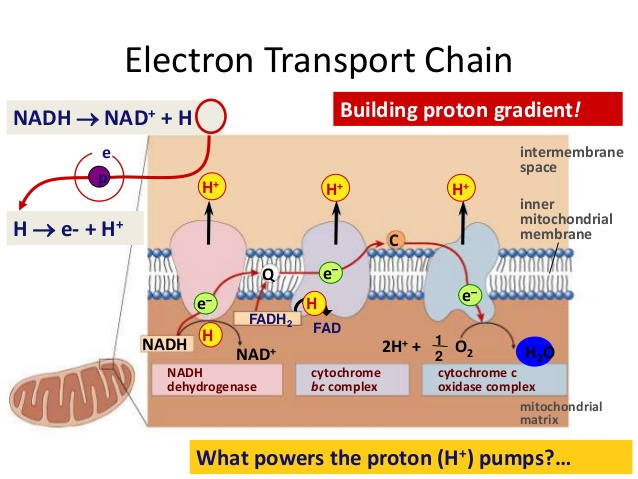 Electron Transport Chain
NADH → NAD⁺ + H
Building proton gradient!
e
p
H → e- + H⁺
intermembrane
space
inner
mitochondrial
membrane
H⁺
H⁺
H⁺
C
Q
e⁻
e⁻
e⁻
H
H
FADH₂
FAD
NADH
NAD⁺
2H⁺ + 1/2 O₂
H₂O
NADH
dehydrogenase
cytochrome
bc complex
cytochrome c
oxidase complex
mitochondrial
matrix
What powers the proton (H⁺) pumps?…